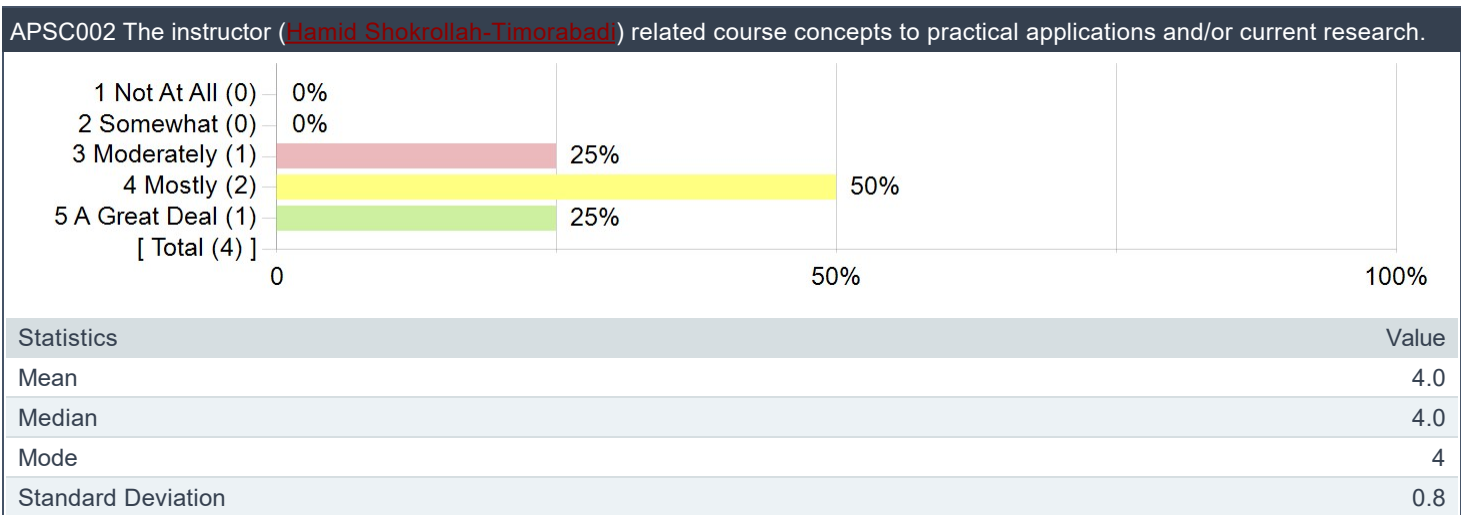 APSC002 The instructor (Hamid Shokrollah-Timorabadi) related course concepts to practical applications and/or current research.
1 Not At All (0) 0%
2 Somewhat (0) 0%
3 Moderately (1) 25%
4 Mostly (2) 50%
5 A Great Deal (1) 25%
[ Total (4) ]
0 50% 100%
Statistics Value
Mean 4.0
Median 4.0
Mode 4
Standard Deviation 0.8